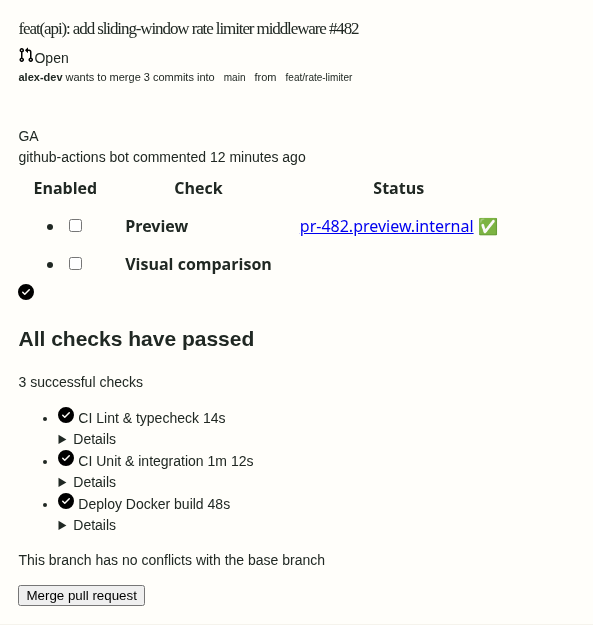 feat(api): add sliding-window rate limiter middleware #482
Open
alex-dev wants to merge 3 commits into main from feat/rate-limiter
GA
github-actions bot commented 12 minutes ago
Enabled Check Status
Preview pr-482.preview.internal ✅
Visual comparison
All checks have passed
3 successful checks
CI Lint & typecheck 14s
Details
CI Unit & integration 1m 12s
Details
Deploy Docker build 48s
Details
This branch has no conflicts with the base branch
Merge pull request